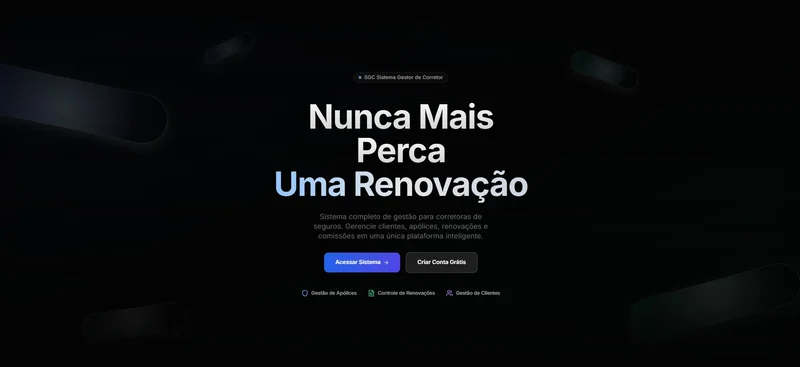 SGC Sistema Gestor de Corretor
Nunca Mais
Perca
Uma Renovação
Sistema completo de gestão para corretoras de
seguros. Gerencie clientes, apólices, renovações e
comissões em uma única plataforma inteligente.
Acessar Sistema →
Criar Conta Grátis
Gestão de Apólices
Controle de Renovações
Gestão de Clientes